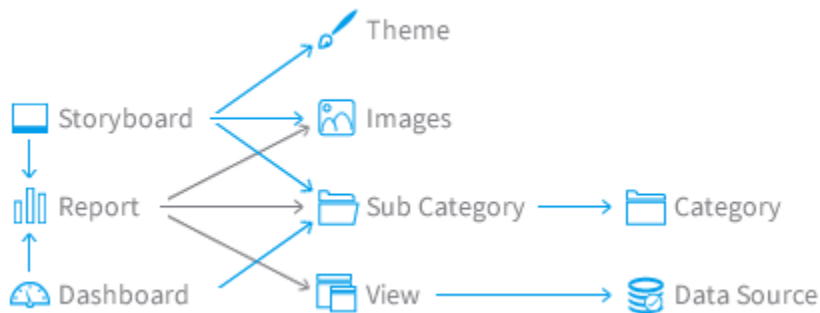 Theme
Storyboard
Images
Report
Sub Category
Category
Dashboard
View
Data Source